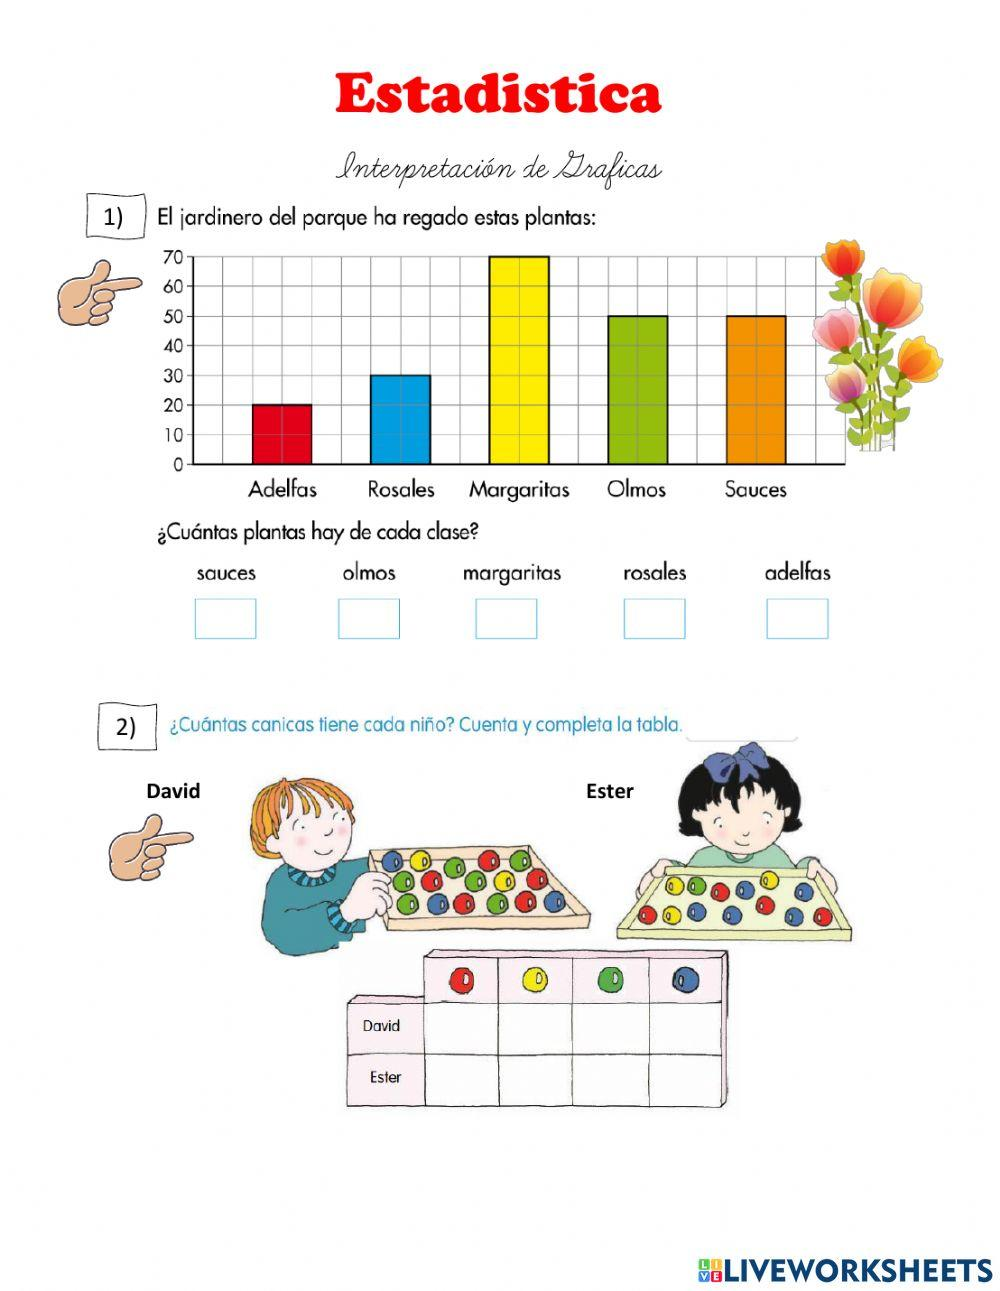 Estadistica
Interpretación de Graficas
1) El jardinero del parque ha regado estas plantas:
70
60
50
40
30
20
10
0
Adelfas Rosales Margaritas Olmos Sauces
¿Cuántas plantas hay de cada clase?
sauces olmos margaritas rosales adelfas
2) ¿Cuántas canicas tiene cada niño? Cuenta y completa la tabla.
David Ester
David
Ester
LIVEWORKSHEETS